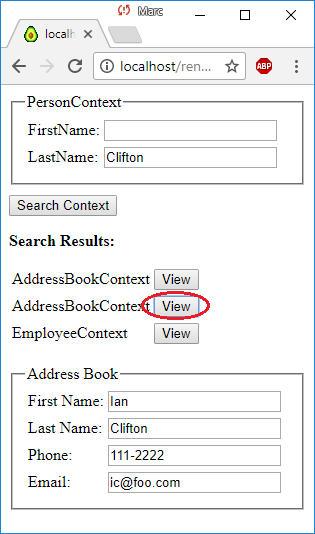 Marc
localh
localhost/ren...
ABP
PersonContext
FirstName:
LastName: Clifton
Search Context
Search Results:
AddressBookContext View
AddressBookContext View
EmployeeContext View
Address Book
First Name: Ian
Last Name: Clifton
Phone: 111-2222
Email: ic@foo.com